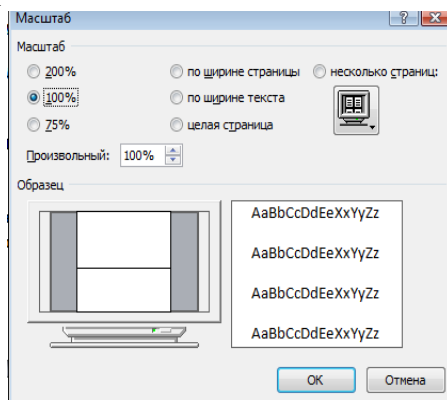 Масштаб
Масштаб
200%
по ширине страницы
несколько страниц:
100%
по ширине текста
75%
целая страница
Произвольный: 100%
Образец
AaBbCcDdEeXxYyZz
AaBbCcDdEeXxYyZz
AaBbCcDdEeXxYyZz
AaBbCcDdEeXxYyZz
ОК
Отмена